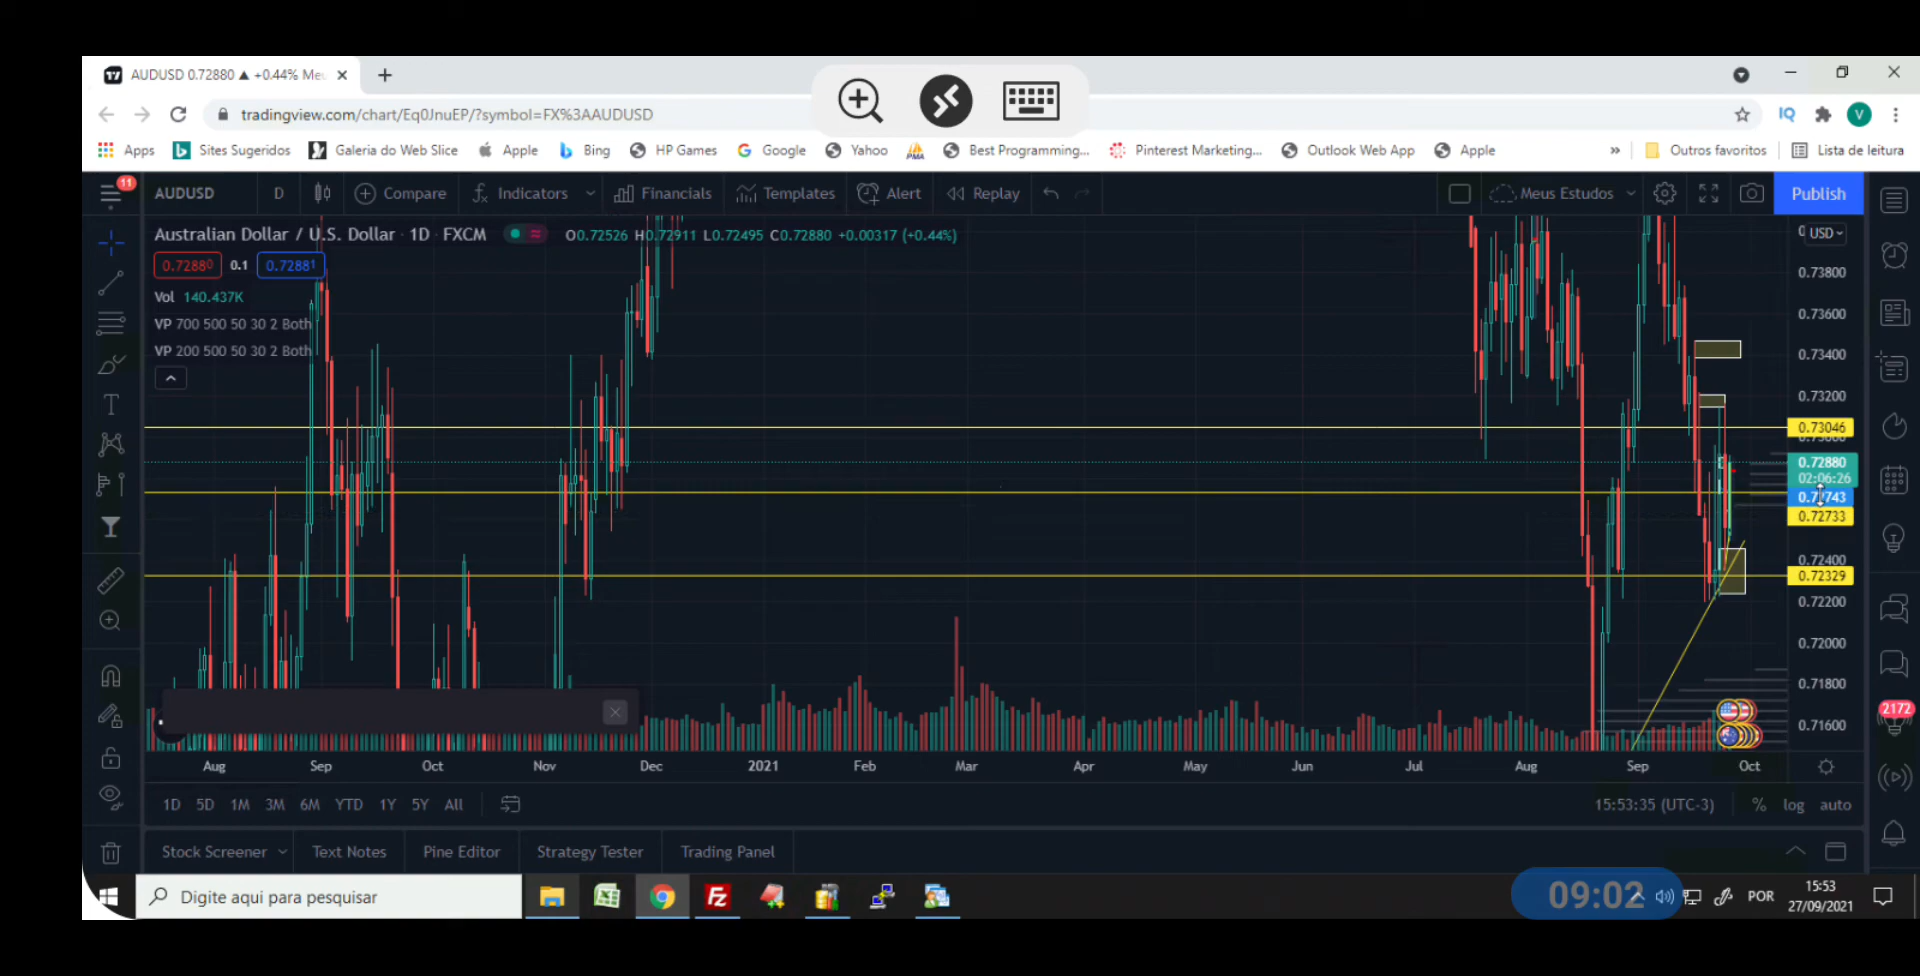 AUDUSD 0.72880 ▲ +0.44% Meu
tradingview.com/chart/Eq0JnuEP/?symbol=FX%3AAUDUSD
IQ
V
Apps Sites Sugeridos Galeria do Web Slice Apple Bing HP Games Google Yahoo PMA Best Programming... Pinterest Marketing... Outlook Web App Apple » Outros favoritos Lista de leitura
11
AUDUSD D Compare Indicators Financials Templates Alert Replay Meus Estudos Publish
Australian Dollar / U.S. Dollar · 1D · FXCM O0.72526 H0.72911 L0.72495 C0.72880 +0.00317 (+0.44%)
USD
0.72880 0.1 0.72881
Vol 140.437K
VP 700 500 50 30 2 Both
VP 200 500 50 30 2 Both
0.73800
0.73600
0.73400
0.73200
0.73046
0.73000
0.72880
02:06:26
0.72743
0.72733
0.72400
0.72329
0.72200
0.72000
0.71800
0.71600
2172
Aug Sep Oct Nov Dec 2021 Feb Mar Apr May Jun Jul Aug Sep Oct
1D 5D 1M 3M 6M YTD 1Y 5Y All 15:53:35 (UTC-3) % log auto
Stock Screener Text Notes Pine Editor Strategy Tester Trading Panel
Digite aqui para pesquisar
Fz
09:02
POR
15:53
27/09/2021